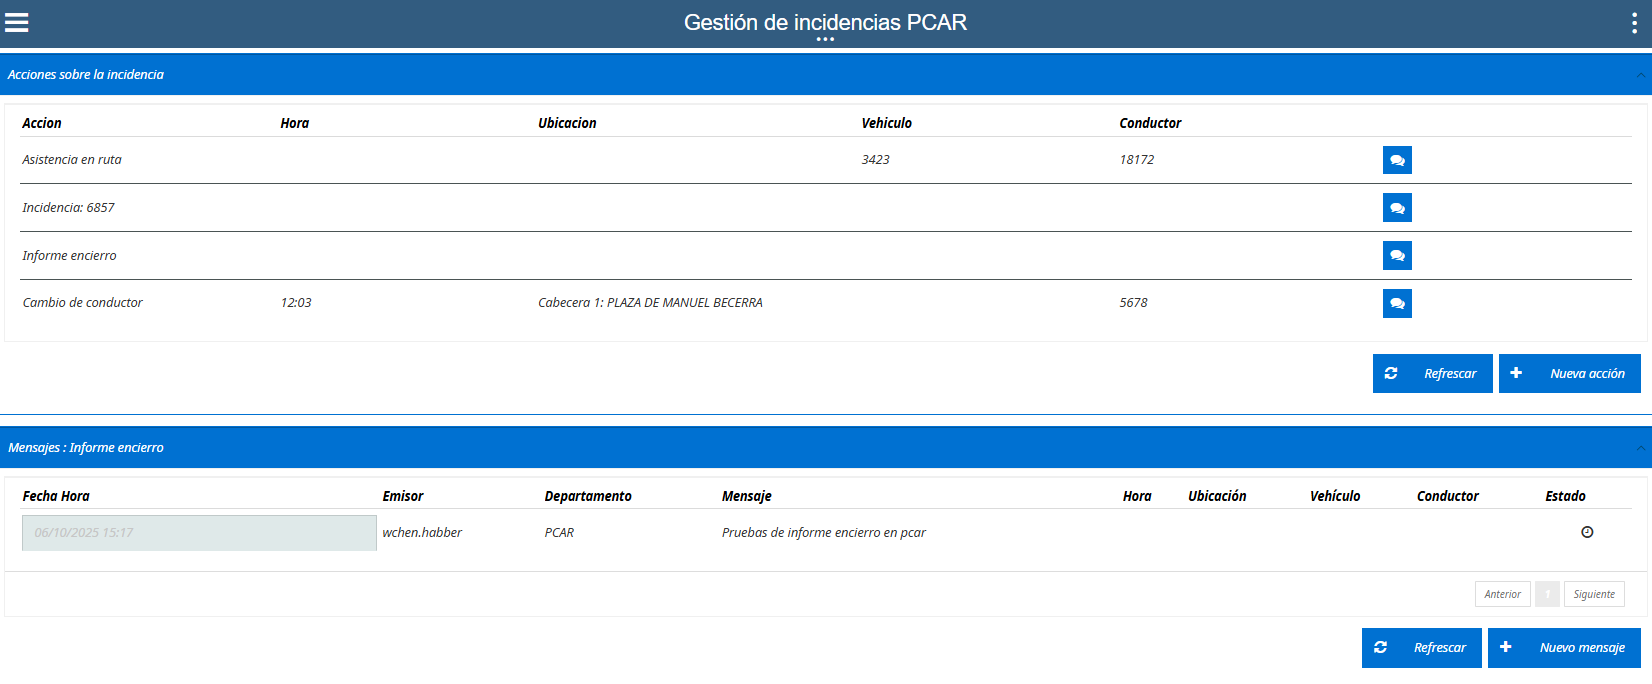 Gestión de incidencias PCAR
Acciones sobre la incidencia
Accion Hora Ubicacion Vehiculo Conductor
Asistencia en ruta 3423 18172
Incidencia: 6857
Informe encierro
Cambio de conductor 12:03 Cabecera 1: PLAZA DE MANUEL BECERRA 5678
Refrescar Nueva acción
Mensajes : Informe encierro
Fecha Hora Emisor Departamento Mensaje Hora Ubicación Vehículo Conductor Estado
06/10/2025 15:17 wchen.habber PCAR Pruebas de informe encierro en pcar
Anterior 1 Siguiente
Refrescar Nuevo mensaje